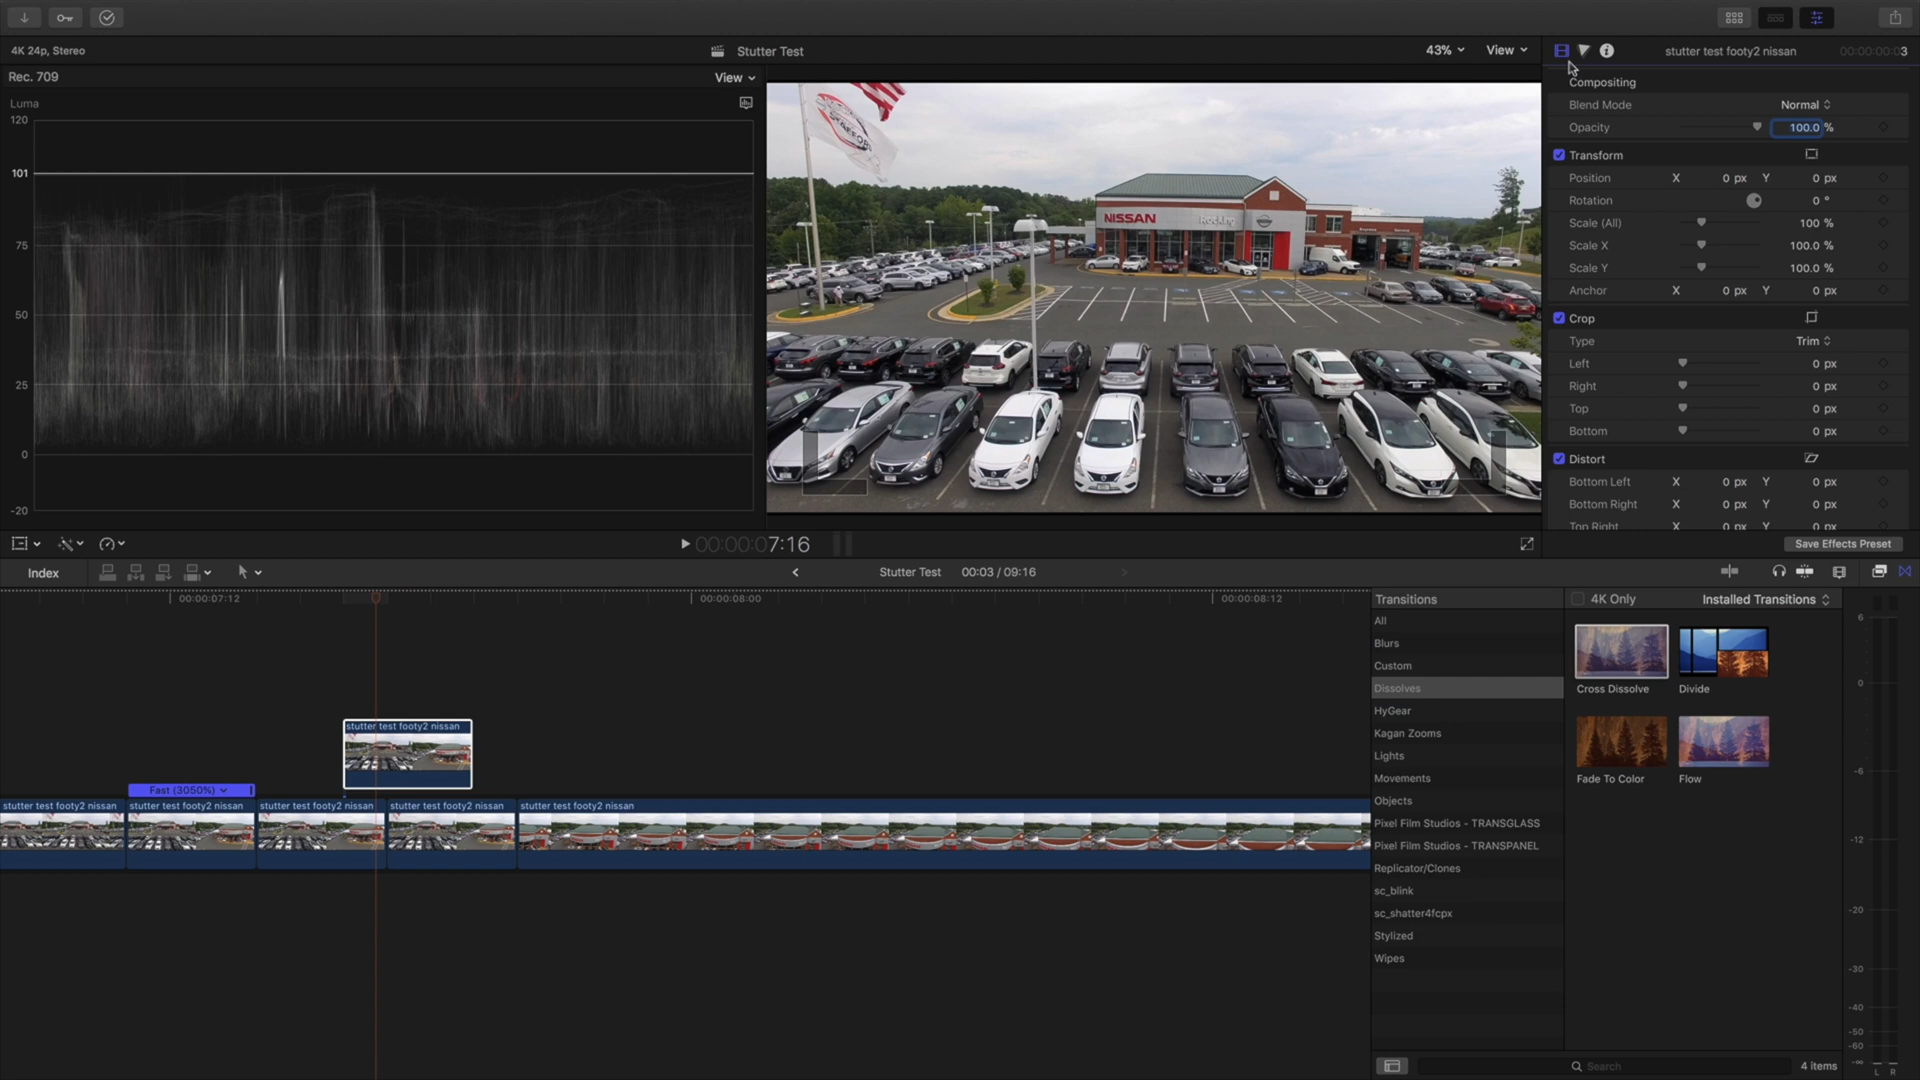 4K 24p, Stereo
Stutter Test
43%
View
stutter test footy2 nissan
00:00:00:03
Rec. 709
View
Luma
120
101
75
50
25
0
-20
NISSAN
Compositing
Blend Mode
Normal
Opacity
100.0 %
Transform
Position
X
0 px
Y
0 px
Rotation
0 °
Scale (All)
100 %
Scale X
100.0 %
Scale Y
100.0 %
Anchor
X
0 px
Y
0 px
Crop
Type
Trim
Left
0 px
Right
0 px
Top
0 px
Bottom
0 px
Distort
Bottom Left
X
0 px
Y
0 px
Bottom Right
X
0 px
Y
0 px
Top Right
X
0 px
Y
0 px
Save Effects Preset
00:00:07:16
Index
Stutter Test
00:03 / 09:16
00:00:07:12
00:00:08:00
00:00:08:12
stutter test footy2 nissan
Fast (3050%)
stutter test footy2 nissan
stutter test footy2 nissan
stutter test footy2 nissan
stutter test footy2 nissan
stutter test footy2 nissan
Transitions
All
Blurs
Custom
Dissolves
HyGear
Kagan Zooms
Lights
Movements
Objects
Pixel Film Studios - TRANSGLASS
Pixel Film Studios - TRANSPANEL
Replicator/Clones
sc_blink
sc_shatter4fcpx
Stylized
Wipes
4K Only
Installed Transitions
Cross Dissolve
Divide
Fade To Color
Flow
Search
4 items
6
0
-6
-12
-20
-30
-40
-50
-60
-∞
L
R